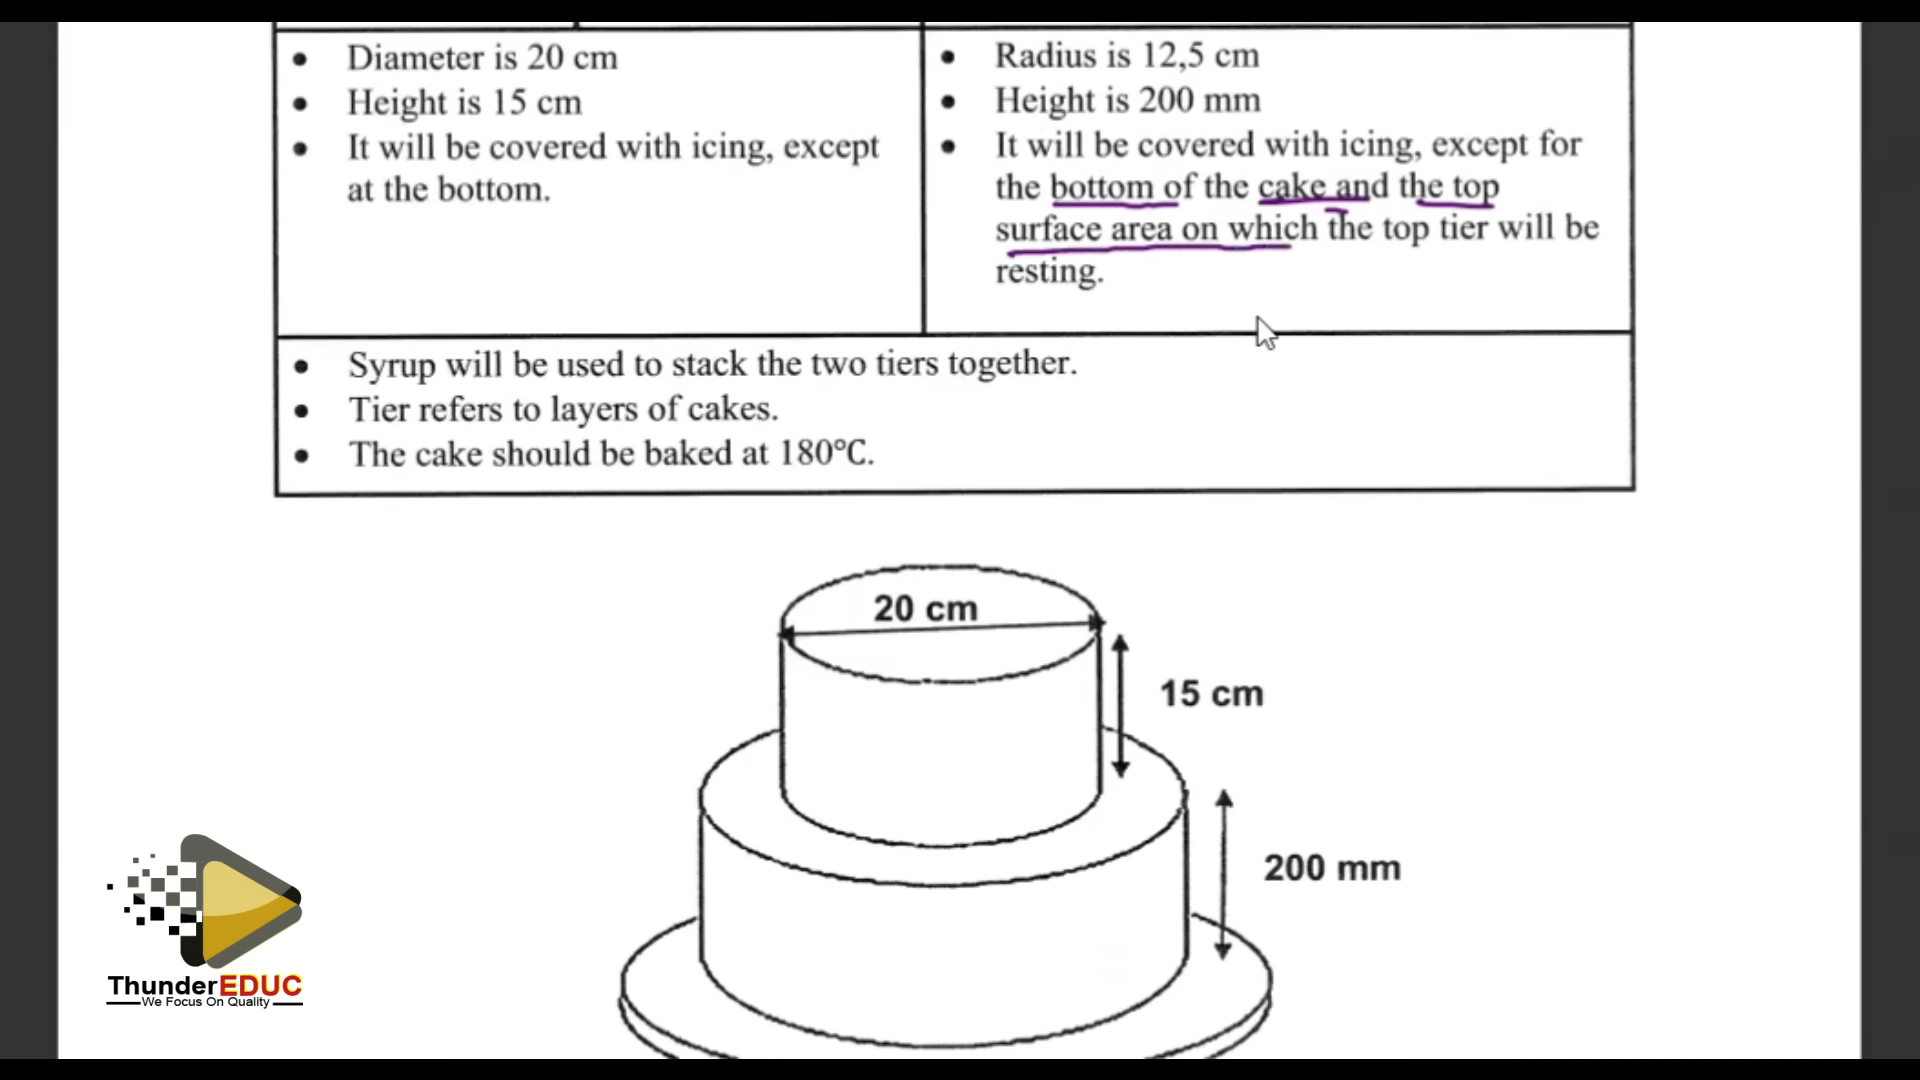 • Diameter is 20 cm
• Height is 15 cm
• It will be covered with icing, except
at the bottom.
• Radius is 12,5 cm
• Height is 200 mm
• It will be covered with icing, except for
the bottom of the cake and the top
surface area on which the top tier will be
resting.
• Syrup will be used to stack the two tiers together.
• Tier refers to layers of cakes.
• The cake should be baked at 180°C.
20 cm
15 cm
200 mm
ThunderEDUC
We Focus On Quality